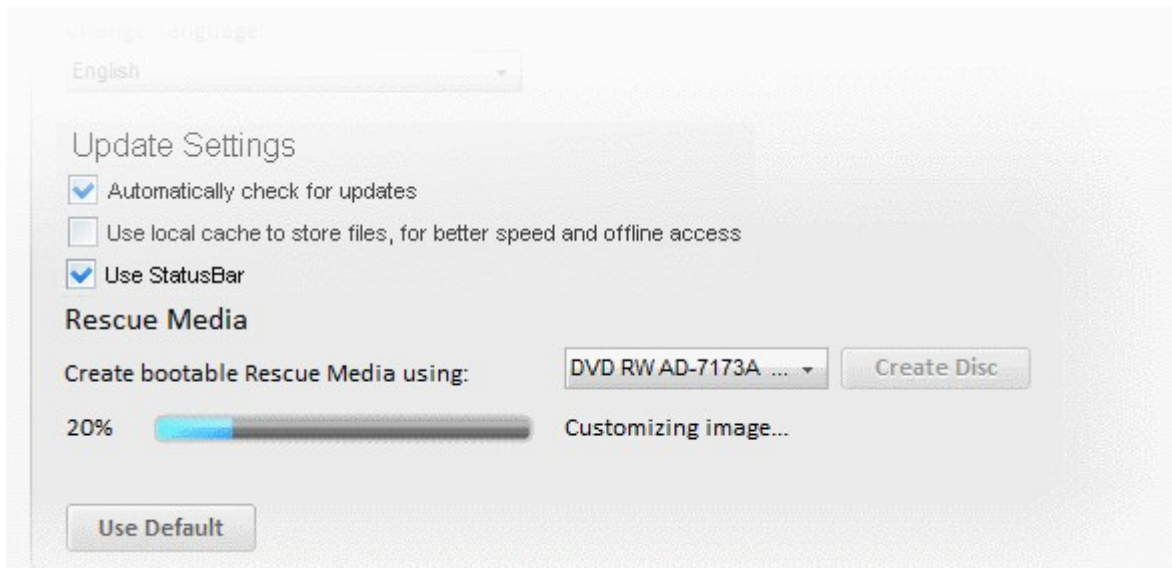 Change language:
English
Update Settings
Automatically check for updates
Use local cache to store files, for better speed and offline access
Use StatusBar
Rescue Media
Create bootable Rescue Media using: DVD RW AD-7173A ... Create Disc
20% Customizing image...
Use Default